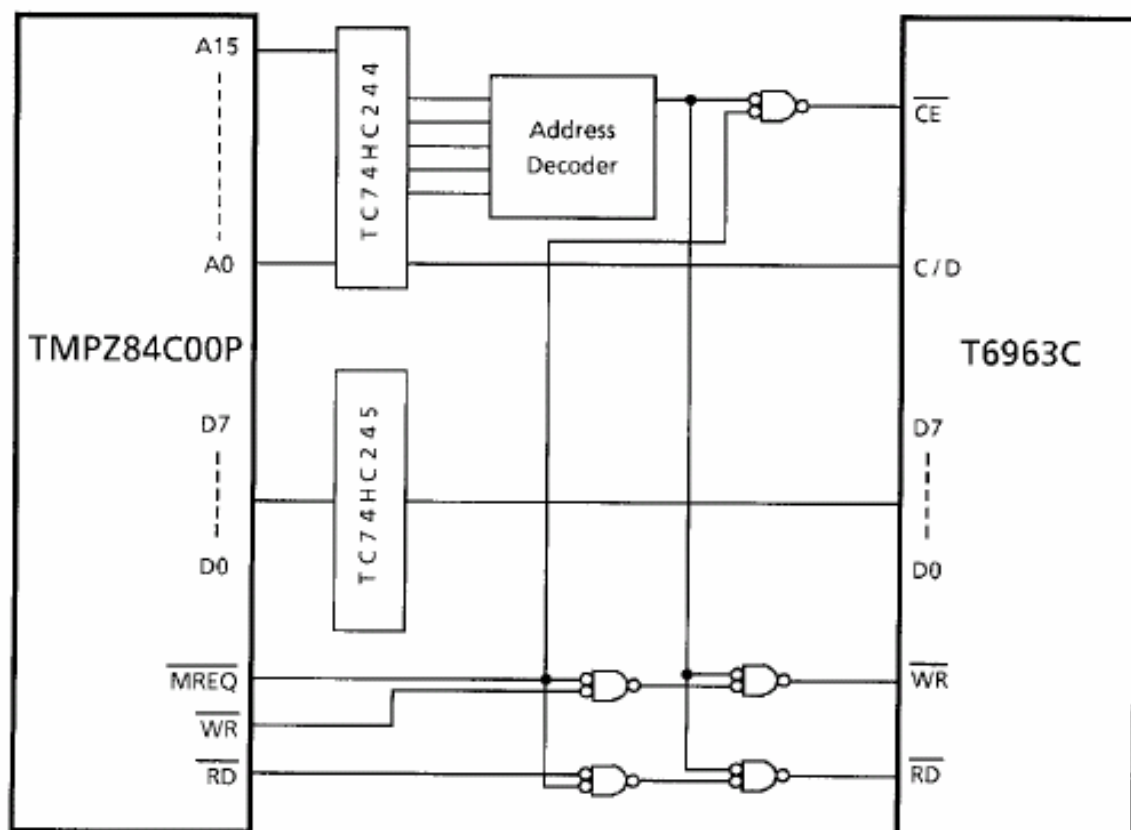 A15
A0
TMPZ84C00P
D7
D0
MREQ
WR
RD
TC74HC244
TC74HC245
Address
Decoder
CE
C/D
T6963C
D7
D0
WR
RD